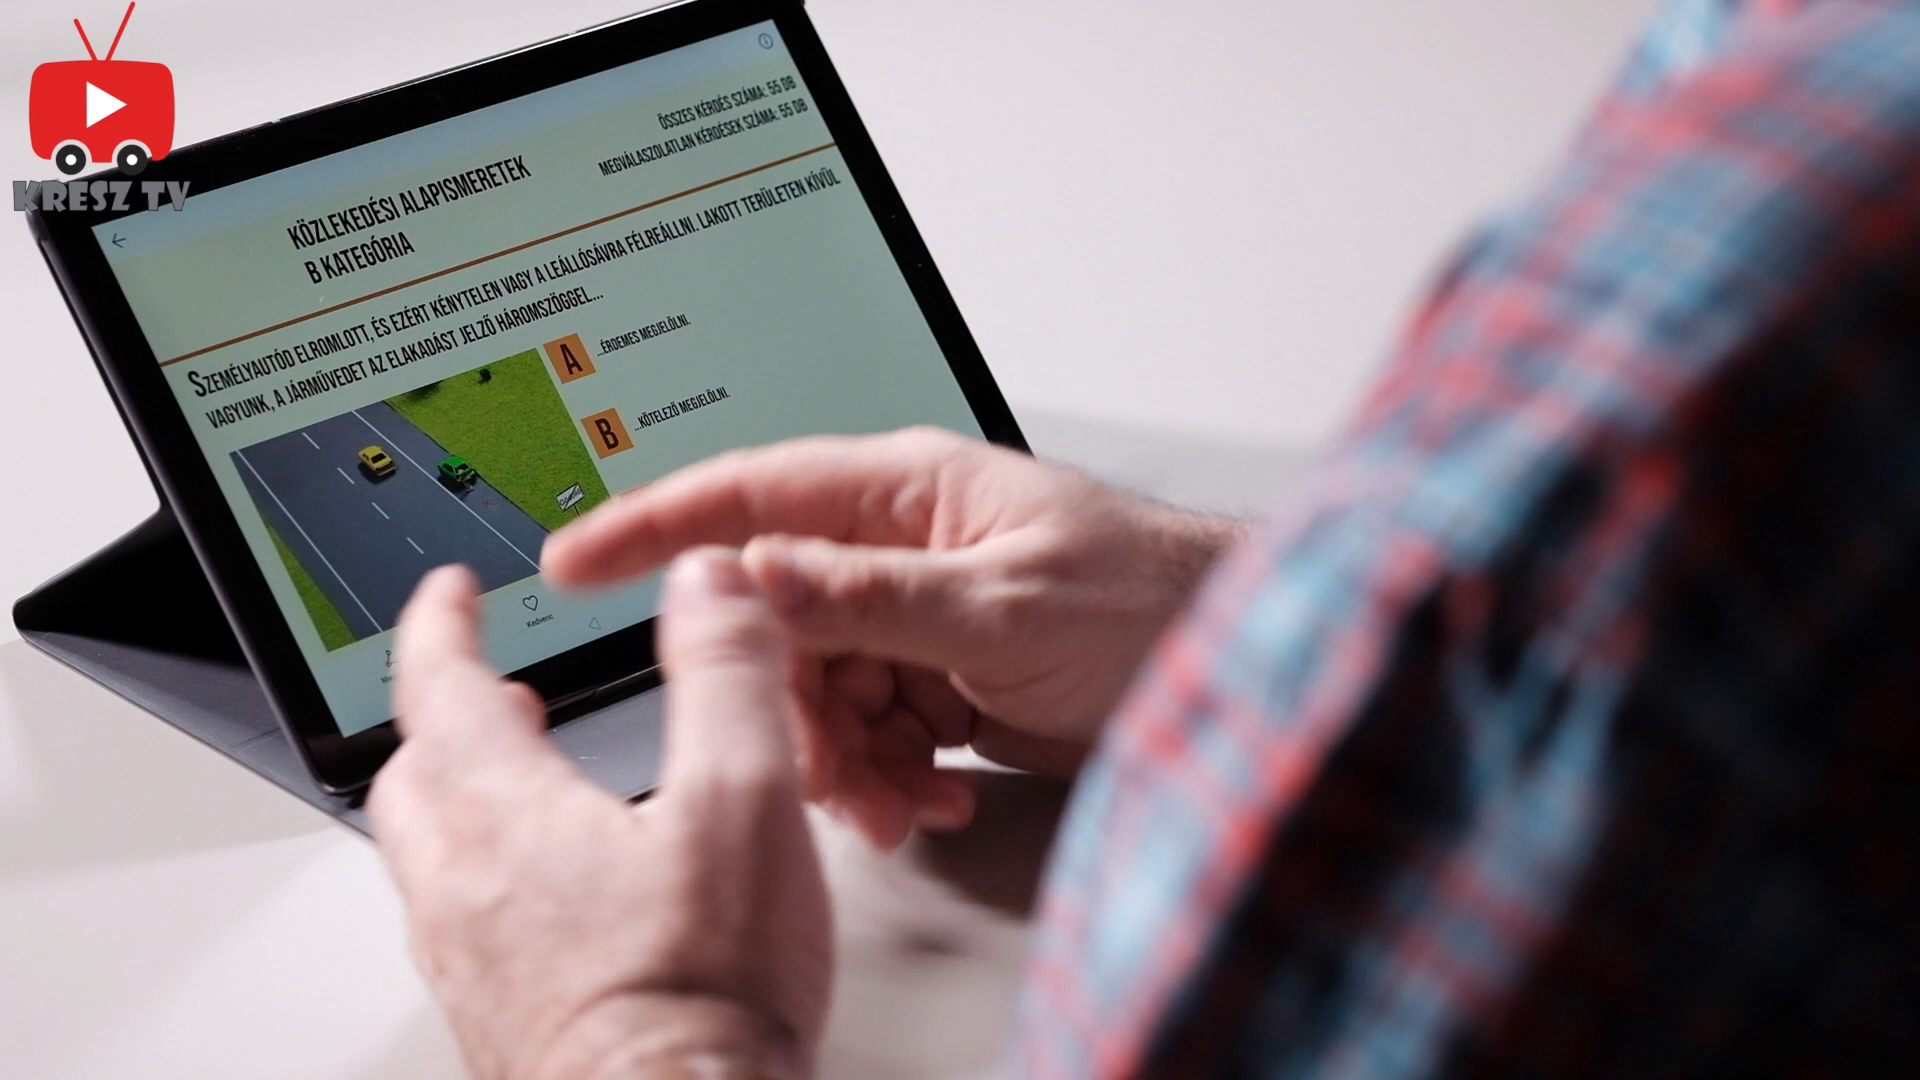 KRESZ TV
ÖSSZES KÉRDÉS SZÁMA: 55 DB
MEGVÁLASZOLATLAN KÉRDÉSEK SZÁMA: 55 DB
KÖZLEKEDÉSI ALAPISMERETEK
B KATEGÓRIA
SZEMÉLYAUTÓD ELROMLOTT, ÉS EZÉRT KÉNYTELEN VAGY A LEÁLLÓSÁVRA FÉLREÁLLNI. LAKOTT TERÜLETEN KÍVÜL
VAGYUNK, A JÁRMŰVEDET AZ ELAKADÁST JELZŐ HÁROMSZÖGGEL...
A ...ÉRDEMES MEGJELÖLNI.
B ...KÖTELEZŐ MEGJELÖLNI.
Kedvenc